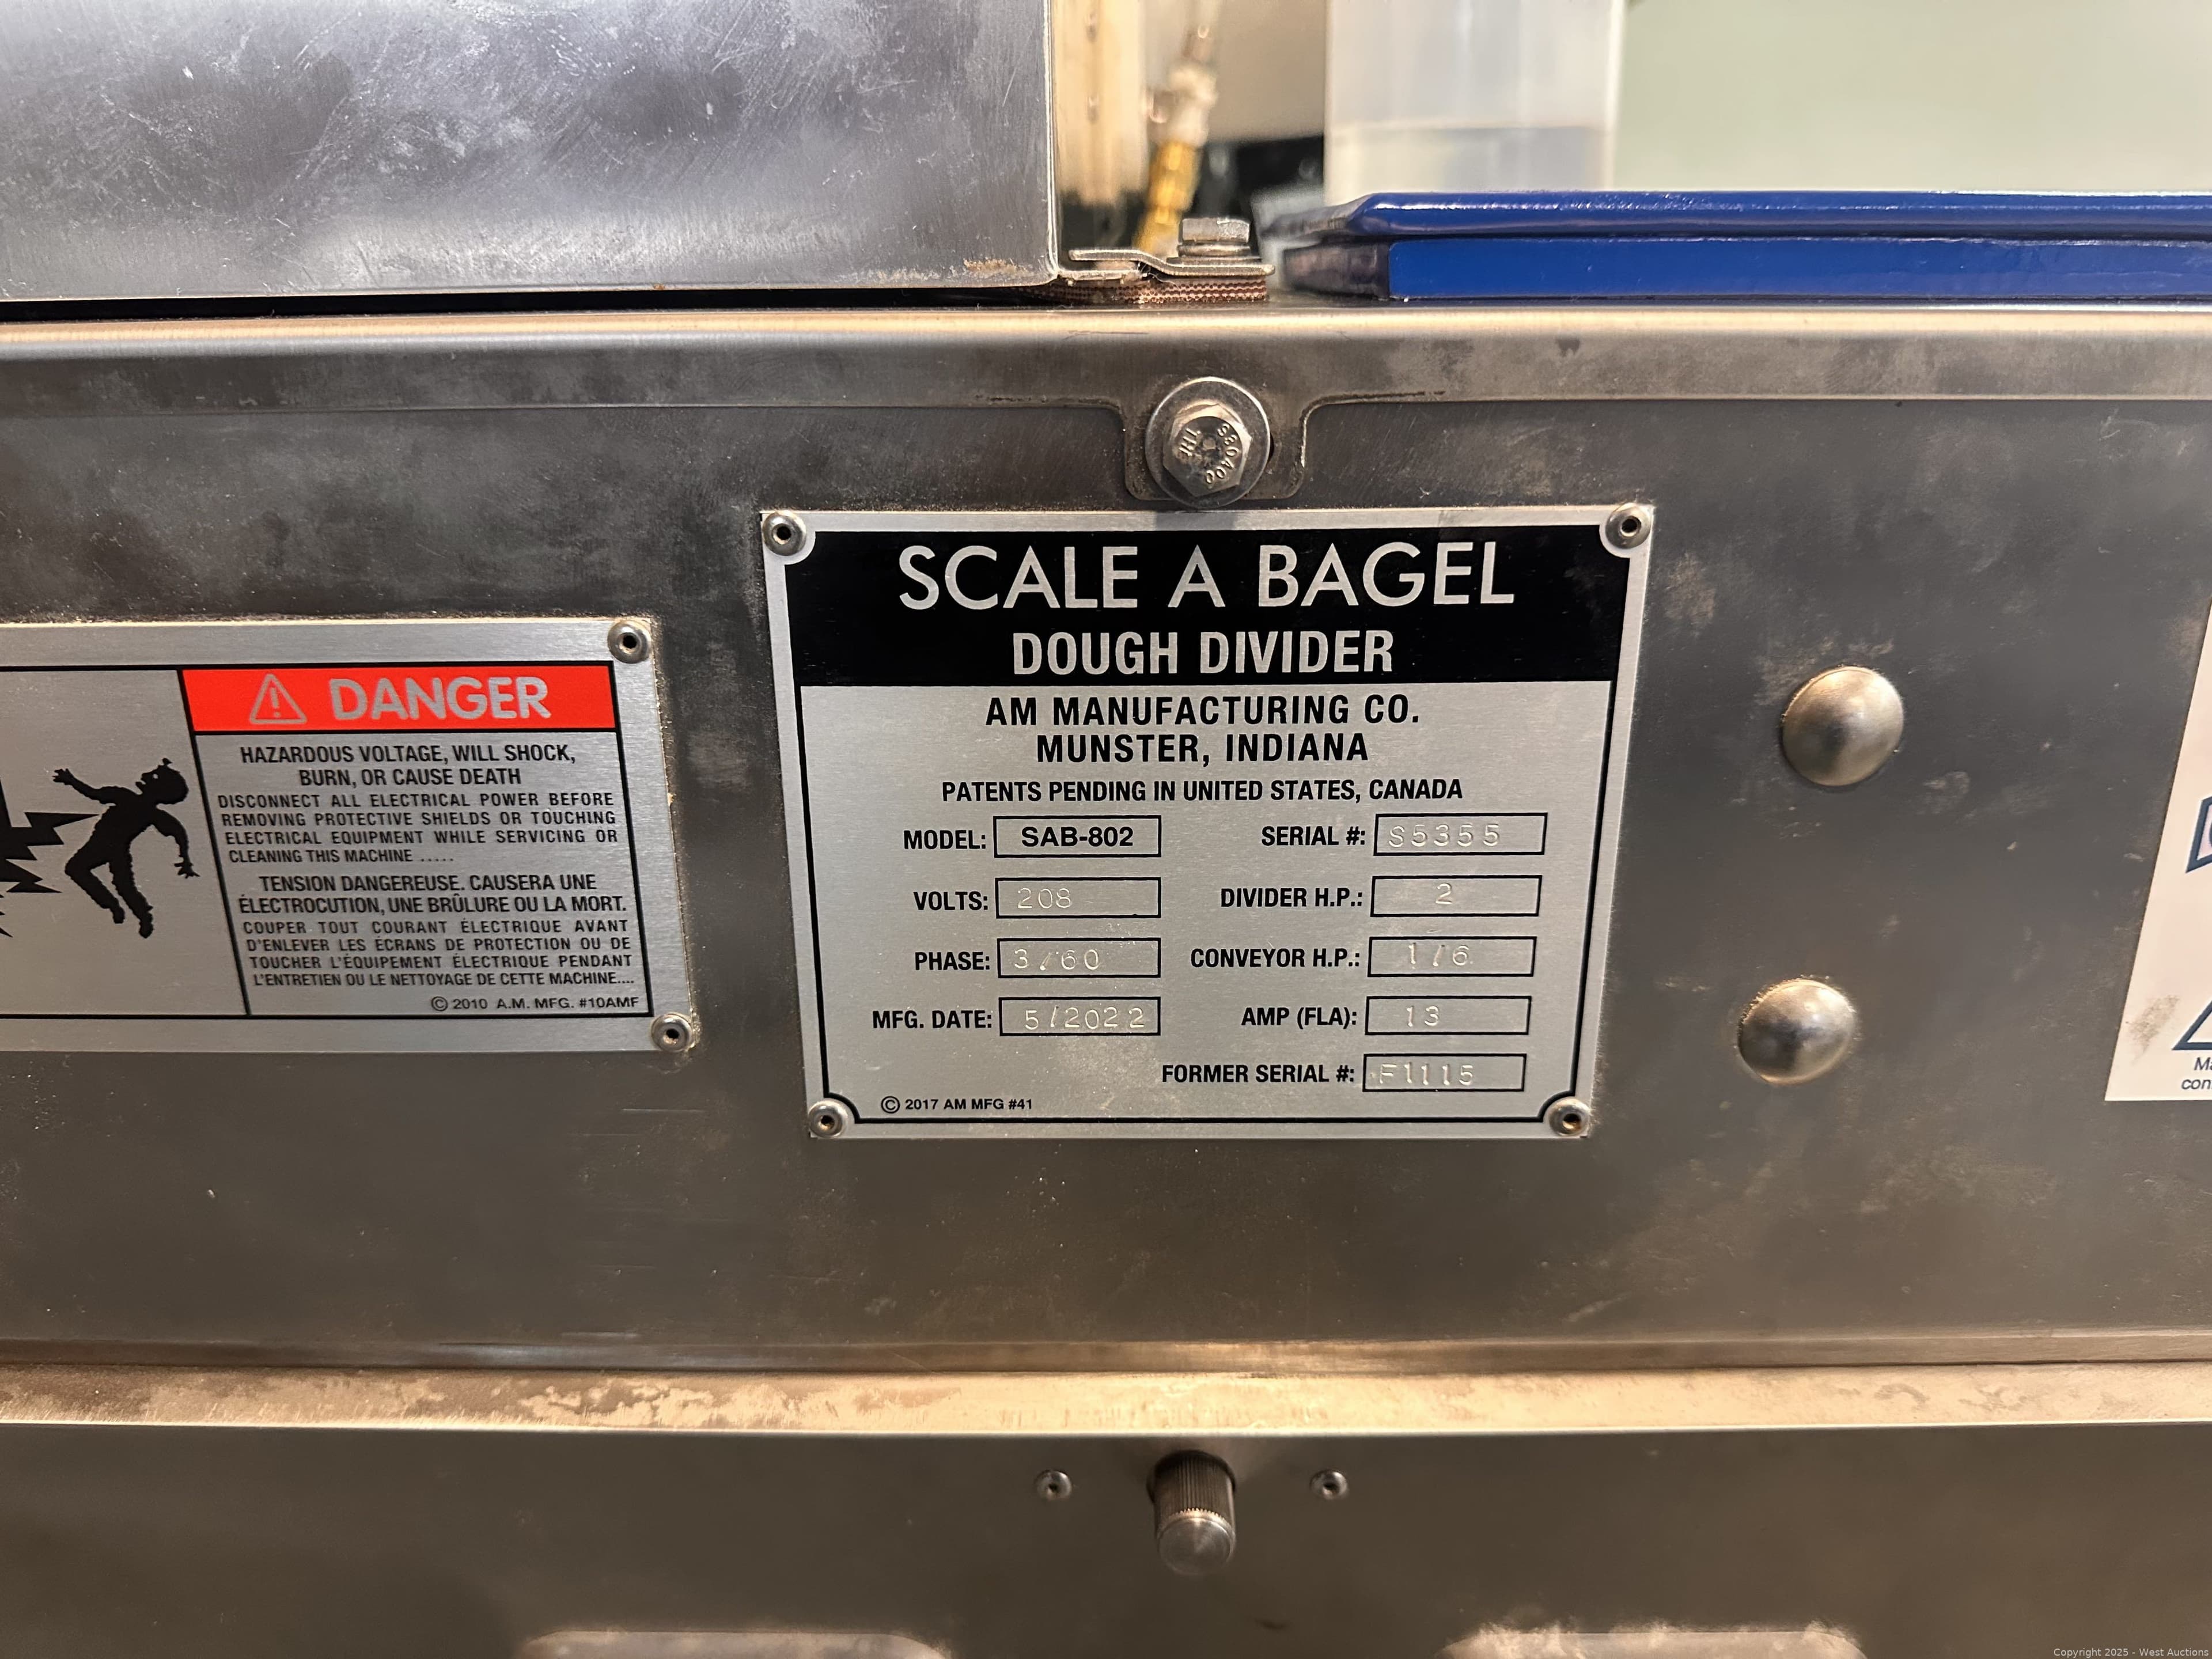 DANGER
HAZARDOUS VOLTAGE, WILL SHOCK,
BURN, OR CAUSE DEATH
DISCONNECT ALL ELECTRICAL POWER BEFORE
REMOVING PROTECTIVE SHIELDS OR TOUCHING
ELECTRICAL EQUIPMENT WHILE SERVICING OR
CLEANING THIS MACHINE .....
TENSION DANGEREUSE. CAUSERA UNE
ÉLECTROCUTION, UNE BRÛLURE OU LA MORT.
COUPER TOUT COURANT ÉLECTRIQUE AVANT
D'ENLEVER LES ÉCRANS DE PROTECTION OU DE
TOUCHER L'ÉQUIPEMENT ÉLECTRIQUE PENDANT
L'ENTRETIEN OU LE NETTOYAGE DE CETTE MACHINE....
© 2010 A.M. MFG. #10AMF
THE
SCALE A BAGEL
DOUGH DIVIDER
AM MANUFACTURING CO.
MUNSTER, INDIANA
PATENTS PENDING IN UNITED STATES, CANADA
MODEL: SAB-802 SERIAL #: S5355
VOLTS: 208 DIVIDER H.P.: 2
PHASE: 3/60 CONVEYOR H.P.: 1/6
MFG. DATE: 5/2022 AMP (FLA): 13
FORMER SERIAL #: F1115
© 2017 AM MFG #41
Copyright 2025 - West Auctions